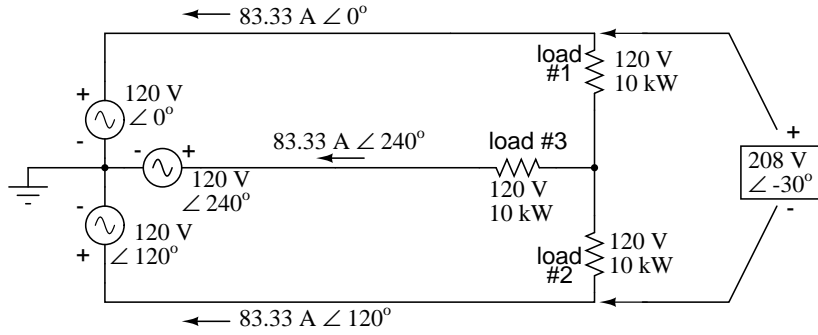 83.33 A ∠ 0°
load
#1
120 V
10 kW
+
120 V
∠ 0°
-
83.33 A ∠ 240°
load #3
+
208 V
∠ -30°
-
- +
120 V
∠ 240°
120 V
10 kW
-
120 V
∠ 120°
+
load
#2
120 V
10 kW
83.33 A ∠ 120°